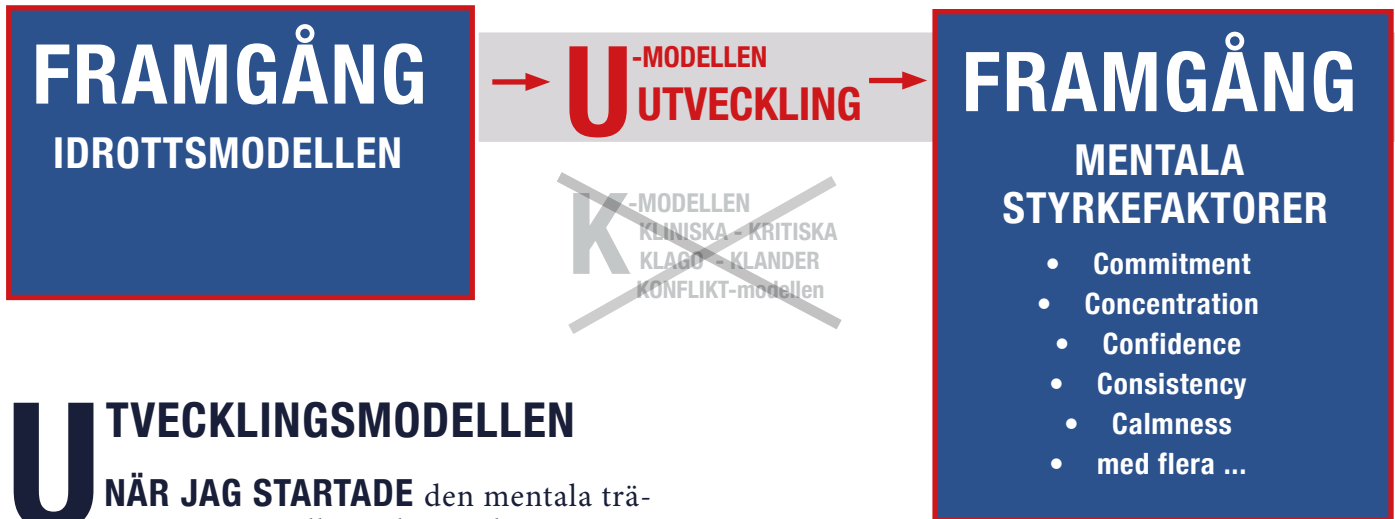 FRAMGÅNG
IDROTTSMODELLEN
U-MODELLEN
UTVECKLING
K-MODELLEN
KLINISKA - KRITISKA
KLAGO - KLANDER
KONFLIKT-modellen
FRAMGÅNG
MENTALA
STYRKEFAKTORER
• Commitment
• Concentration
• Confidence
• Consistency
• Calmness
• med flera ...
UTVECKLINGSMODELLEN
NÄR JAG STARTADE den mentala trä-